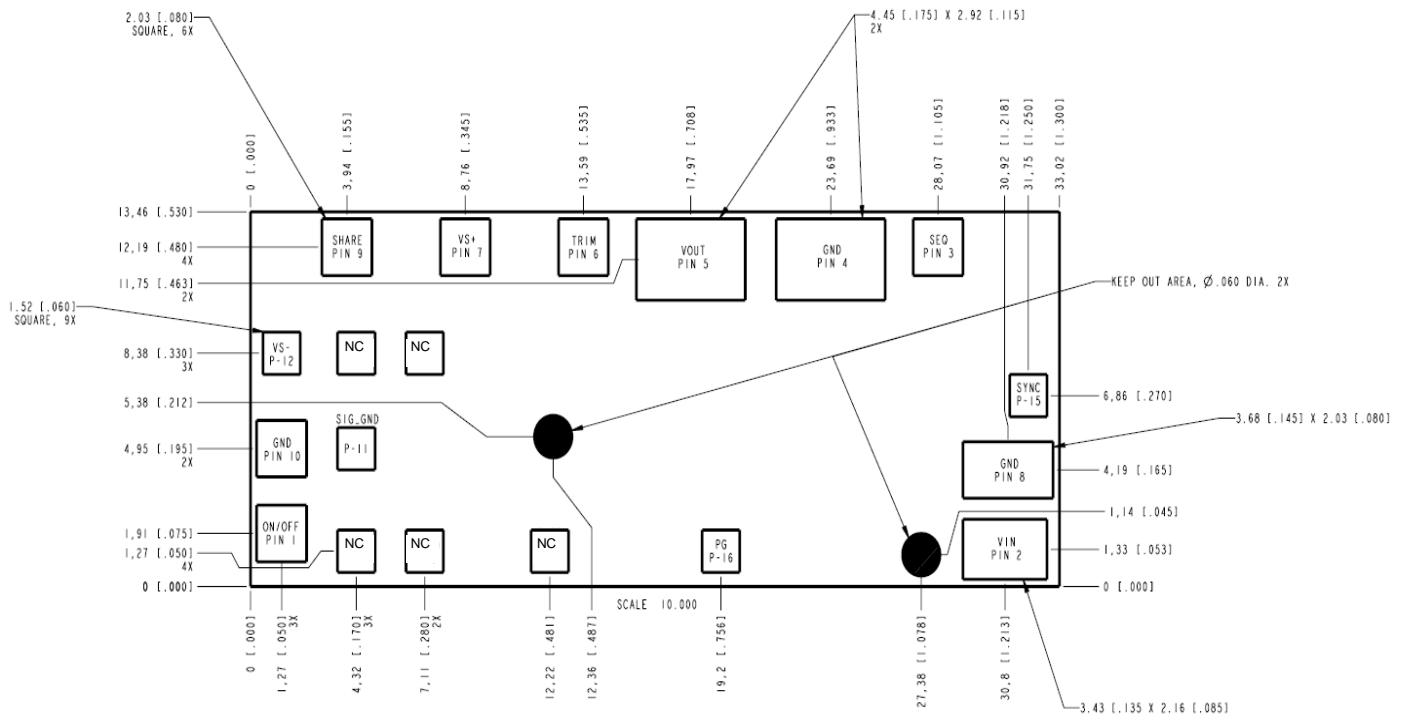 2.03 [.080]
SQUARE, 6X
4.45 [.175] X 2.92 [.115]
2X
0 [.000]
3,94 [.155]
8,76 [.345]
13,59 [.535]
17,97 [.708]
23,69 [.933]
28,07 [1.105]
30,92 [1.218]
31,75 [1.250]
33,02 [1.300]
13,46 [.530]
12,19 [.480]
4X
11,75 [.463]
2X
SHARE
PIN 9
VS+
PIN 7
TRIM
PIN 6
VOUT
PIN 5
GND
PIN 4
SEQ
PIN 3
KEEP OUT AREA, Ø.060 DIA. 2X
1.52 [.060]
SQUARE, 9X
8,38 [.330]
3X
VS-
P-12
NC
NC
5,38 [.212]
SYNC
P-15
6,86 [.270]
3.68 [.145] X 2.03 [.080]
4,95 [.195]
2X
GND
PIN 10
SIG_GND
P-11
GND
PIN 8
4,19 [.165]
1,14 [.045]
1,91 [.075]
1,27 [.050]
4X
ON/OFF
PIN 1
NC
NC
NC
PG
P-16
VIN
PIN 2
1,33 [.053]
0 [.000]
0 [.000]
SCALE 10.000
0 [.000]
1,27 [.050]
3X
4,32 [.170]
3X
7,11 [.280]
2X
12,22 [.481]
12,36 [.487]
19,2 [.756]
27,38 [1.078]
30,8 [1.213]
3.43 [.135 X 2.16 [.085]